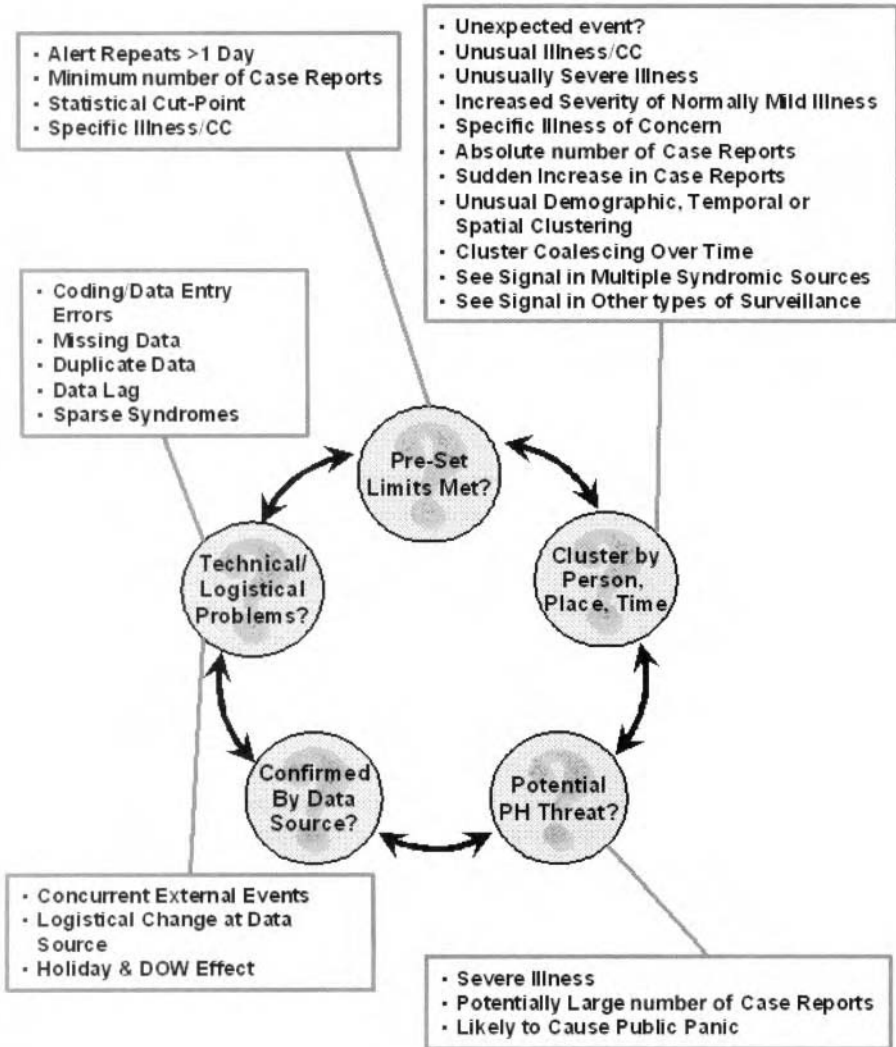 • Alert Repeats >1 Day
• Minimum number of Case Reports
• Statistical Cut-Point
• Specific Illness/CC
• Unexpected event?
• Unusual Illness/CC
• Unusually Severe Illness
• Increased Severity of Normally Mild Illness
• Specific Illness of Concern
• Absolute number of Case Reports
• Sudden Increase in Case Reports
• Unusual Demographic, Temporal or
Spatial Clustering
• Cluster Coalescing Over Time
• See Signal in Multiple Syndromic Sources
• See Signal in Other types of Surveillance
• Coding/Data Entry
Errors
• Missing Data
• Duplicate Data
• Data Lag
• Sparse Syndromes
Pre-Set
Limits Met?
Technical/
Logistical
Problems?
Cluster by
Person,
Place, Time
Confirmed
By Data
Source?
Potential
PH Threat?
• Concurrent External Events
• Logistical Change at Data
Source
• Holiday & DOW Effect
• Severe Illness
• Potentially Large number of Case Reports
• Likely to Cause Public Panic